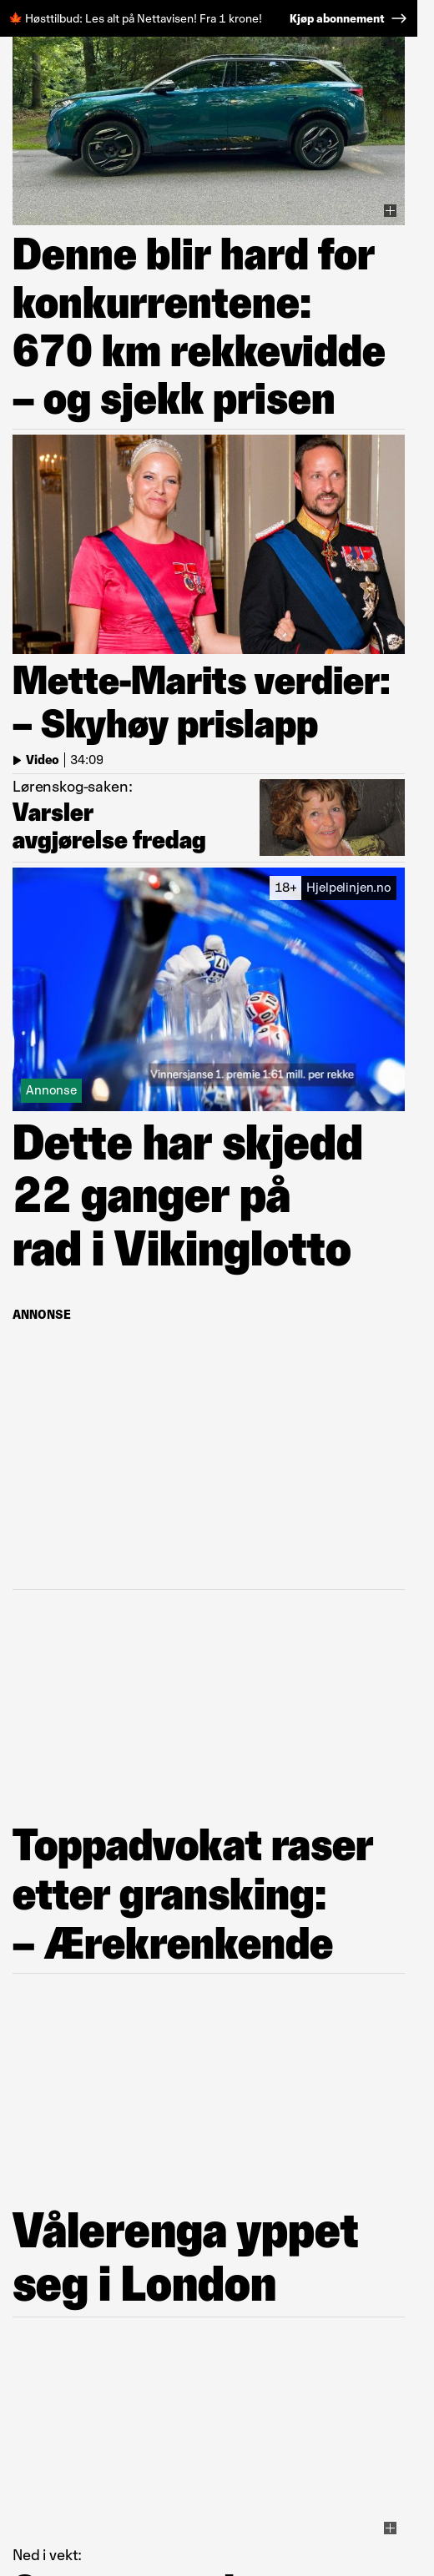 🍁 Høsttilbud: Les alt på Nettavisen! Fra 1 krone! Kjøp abonnement →
Denne blir hard for
konkurrentene:
670 km rekkevidde
– og sjekk prisen
Mette-Marits verdier:
– Skyhøy prislapp
Video | 34:09
Lørenskog-saken:
Varsler
avgjørelse fredag
18+ Hjelpelinjen.no
Vinnersjanse 1. premie 1:61 mill. per rekke
Annonse
Dette har skjedd
22 ganger på
rad i Vikinglotto
ANNONSE
Toppadvokat raser
etter gransking:
– Ærekrenkende
Vålerenga yppet
seg i London
Ned i vekt: